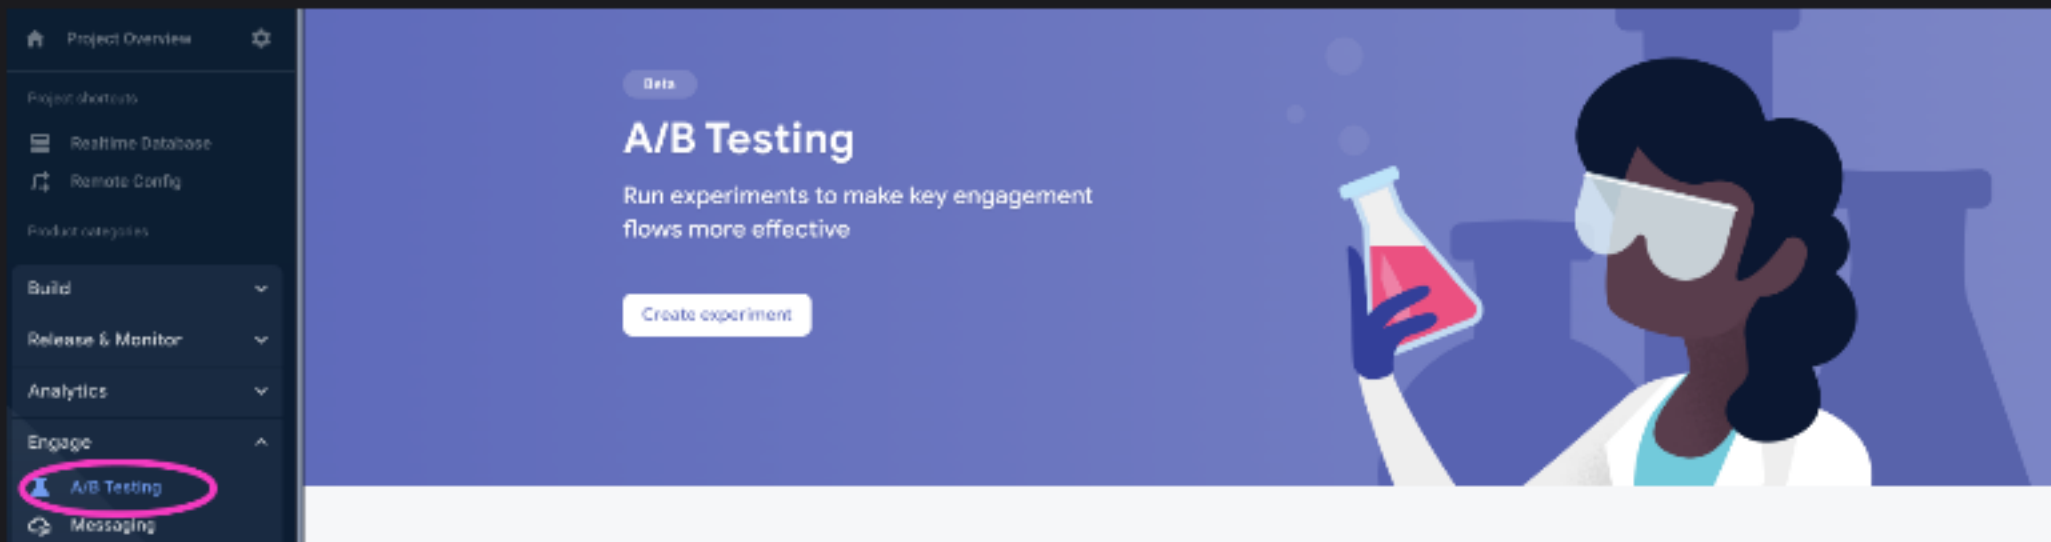 Project Overview
Project shortcuts
Realtime Database
Remote Config
Product categories
Build
Release & Monitor
Analytics
Engage
A/B Testing
Messaging
Beta
A/B Testing
Run experiments to make key engagement
flows more effective
Create experiment